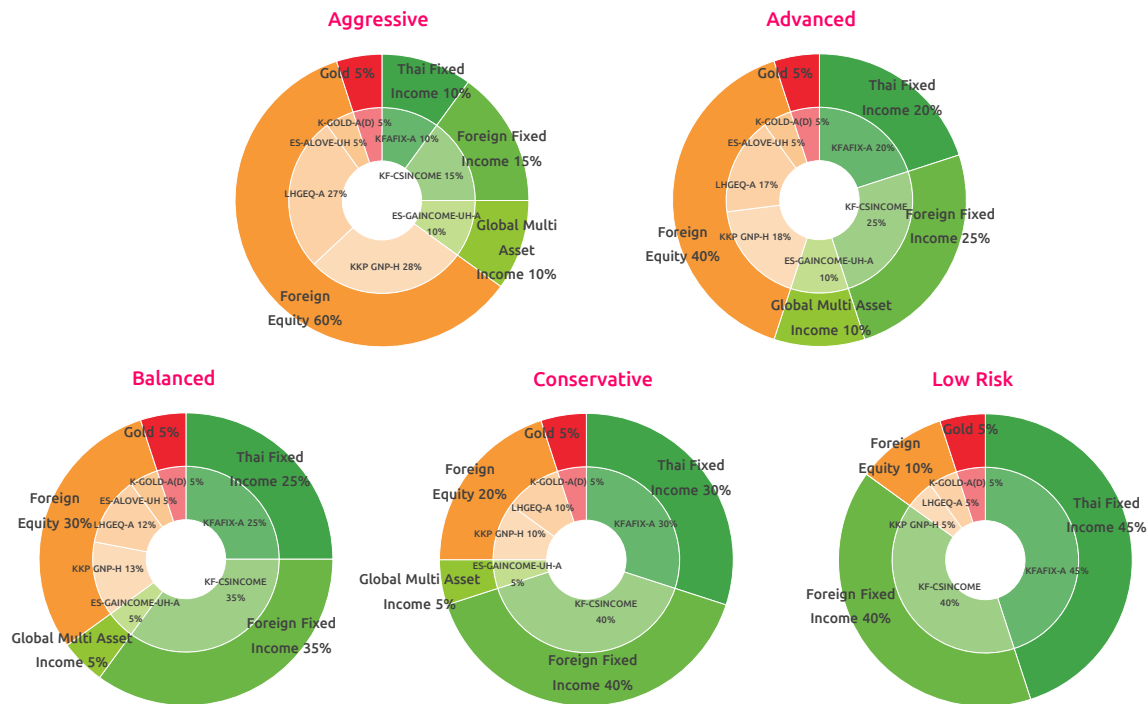 Aggressive
Gold 5%
Thai Fixed
Income 10%
Foreign Fixed
Income 15%
Global Multi
Asset
Income 10%
Foreign
Equity 60%
K-GOLD-A(D) 5%
KFAFIX-A 10%
KF-CSINCOME 15%
ES-GAINCOME-UH-A
10%
KKP GNP-H 28%
LHGEQ-A 27%
ES-ALOVE-UH 5%
Advanced
Gold 5%
Thai Fixed
Income 20%
Foreign Fixed
Income 25%
Global Multi Asset
Income 10%
Foreign
Equity 40%
K-GOLD-A(D) 5%
KFAFIX-A 20%
KF-CSINCOME
25%
ES-GAINCOME-UH-A
10%
KKP GNP-H 18%
LHGEQ-A 17%
ES-ALOVE-UH 5%
Balanced
Gold 5%
Thai Fixed
Income 25%
Foreign Fixed
Income 35%
Global Multi Asset
Income 5%
Foreign
Equity 30%
K-GOLD-A(D) 5%
KFAFIX-A 25%
KF-CSINCOME
35%
ES-GAINCOME-UH-A
5%
KKP GNP-H 13%
LHGEQ-A 12%
ES-ALOVE-UH 5%
Conservative
Gold 5%
Thai Fixed
Income 30%
Foreign Fixed
Income 40%
Global Multi Asset
Income 5%
Foreign
Equity 20%
K-GOLD-A(D) 5%
KFAFIX-A 30%
KF-CSINCOME
40%
ES-GAINCOME-UH-A
5%
KKP GNP-H 10%
LHGEQ-A 10%
Low Risk
Gold 5%
Thai Fixed
Income 45%
Foreign Fixed
Income 40%
Foreign
Equity 10%
K-GOLD-A(D) 5%
KFAFIX-A 45%
KF-CSINCOME
40%
KKP GNP-H 5%
LHGEQ-A 5%